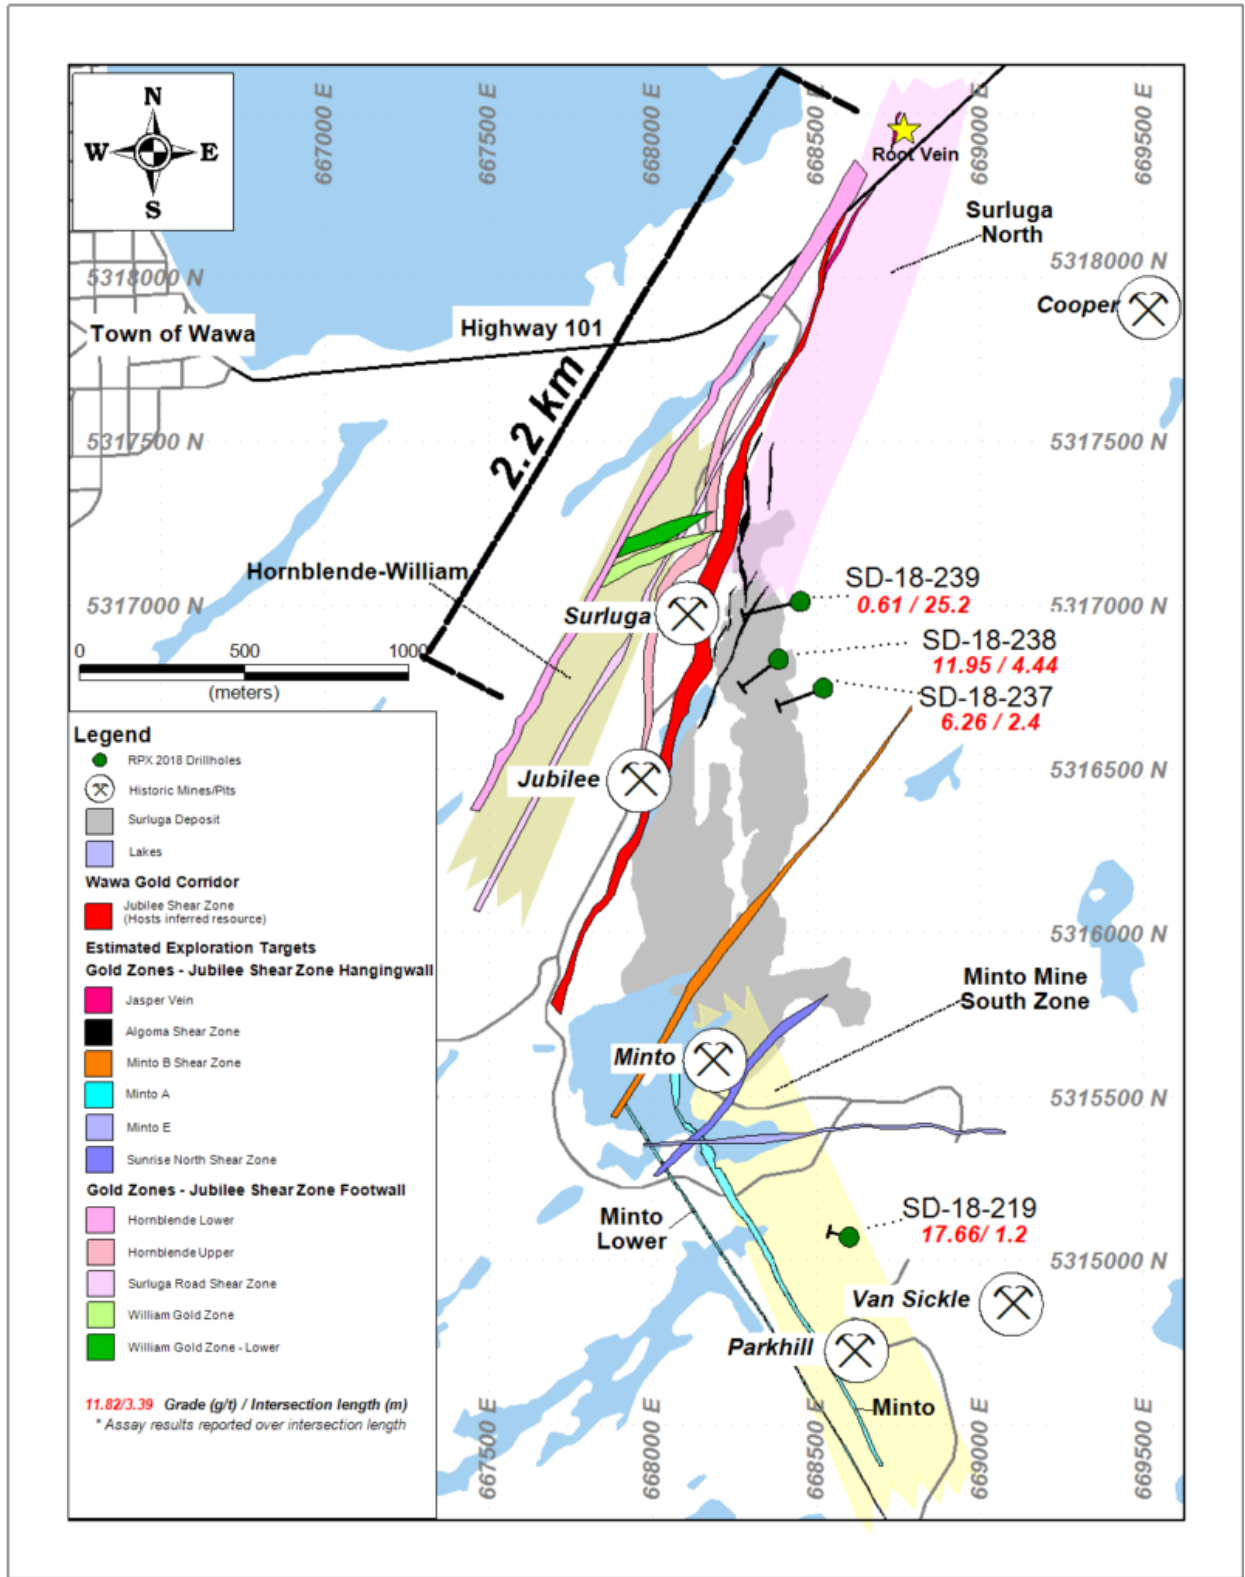 N
W E
S
667000 E
667500 E
668000 E
668500 E
669000 E
669500 E
Root Vein
Surluga
North
5318000 N
5318000 N
Cooper
Town of Wawa
Highway 101
2.2 km
5317500 N
5317500 N
Hornblende-William
SD-18-239
0.61 / 25.2
5317000 N
5317000 N
Surluga
SD-18-238
11.95 / 4.44
0 500 1000
(meters)
SD-18-237
6.26 / 2.4
Legend
RPX 2018 Drillholes
Historic Mines/Pits
Surluga Deposit
Lakes
Wawa Gold Corridor
Jubilee Shear Zone
(Hosts inferred resource)
Estimated Exploration Targets
Gold Zones - Jubilee Shear Zone Hangingwall
Jasper Vein
Algoma Shear Zone
Minto B Shear Zone
Minto A
Minto E
Sunrise North Shear Zone
Gold Zones - Jubilee Shear Zone Footwall
Hornblende Lower
Hornblende Upper
Surluga Road Shear Zone
William Gold Zone
William Gold Zone - Lower
11.82/3.39 Grade (g/t) / Intersection length (m)
* Assay results reported over intersection length
Jubilee
5316500 N
5316000 N
Minto Mine
South Zone
Minto
5315500 N
Minto
Lower
SD-18-219
17.66/ 1.2
5315000 N
Van Sickle
Parkhill
Minto
667500 E
668000 E
668500 E
669000 E
669500 E